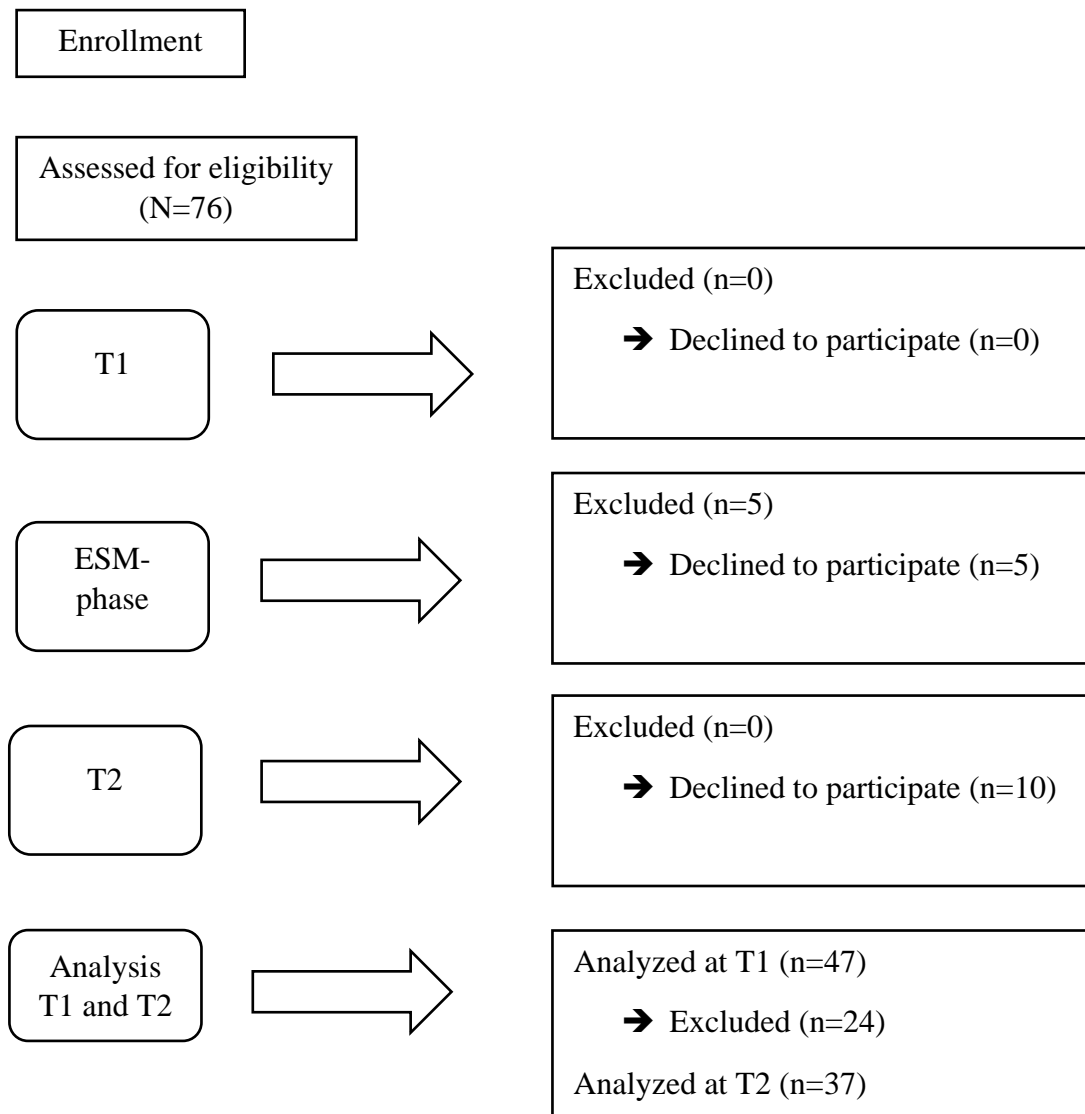 Enrollment
Assessed for eligibility
(N=76)
T1
Excluded (n=0)
➔ Declined to participate (n=0)
ESM-
phase
Excluded (n=5)
➔ Declined to participate (n=5)
T2
Excluded (n=0)
➔ Declined to participate (n=10)
Analysis
T1 and T2
Analyzed at T1 (n=47)
➔ Excluded (n=24)
Analyzed at T2 (n=37)